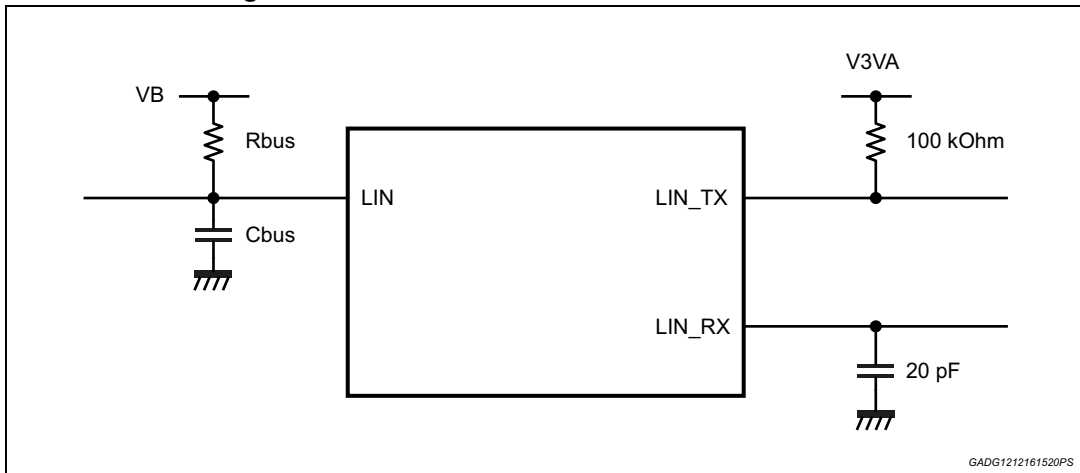 V3VA
VB
Rbus
100 kOhm
LIN
LIN_TX
Cbus
LIN_RX
20 pF
GADG1212161520PS